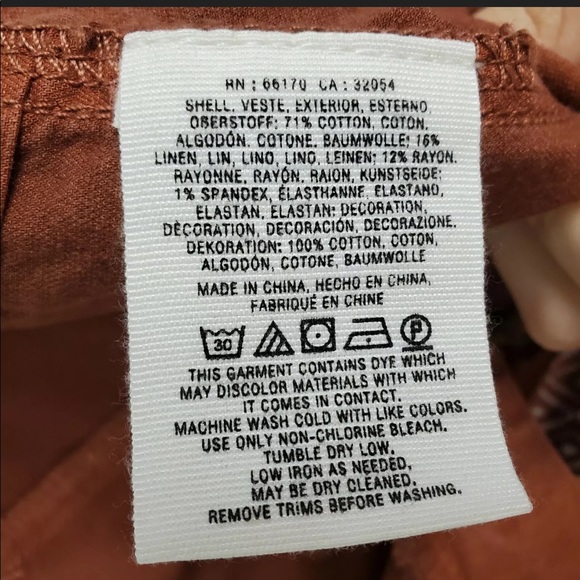 RN : 66170 CA : 32054
SHELL, VESTE, EXTERIOR, ESTERNO,
OBERSTOFF: 71% COTTON, COTON,
ALGODÓN, COTONE, BAUMWOLLE: 16%
LINEN, LIN, LINO, LINO, LEINEN: 12% RAYON,
RAYONNE, RAYÓN, RAION, KUNSTSEIDE:
1% SPANDEX, ÉLASTHANNE, ELASTANO,
ELASTAN, ELASTAN: DECORATION,
DÉCORATION, DECORACIÓN, DECORAZIONE,
DEKORATION: 100% COTTON, COTON,
ALGODÓN, COTONE, BAUMWOLLE
MADE IN CHINA, HECHO EN CHINA,
FABRIQUÉ EN CHINE
30 P
THIS GARMENT CONTAINS DYE WHICH
MAY DISCOLOR MATERIALS WITH WHICH
IT COMES IN CONTACT.
MACHINE WASH COLD WITH LIKE COLORS.
USE ONLY NON-CHLORINE BLEACH.
TUMBLE DRY LOW.
LOW IRON AS NEEDED.
MAY BE DRY CLEANED.
REMOVE TRIMS BEFORE WASHING.